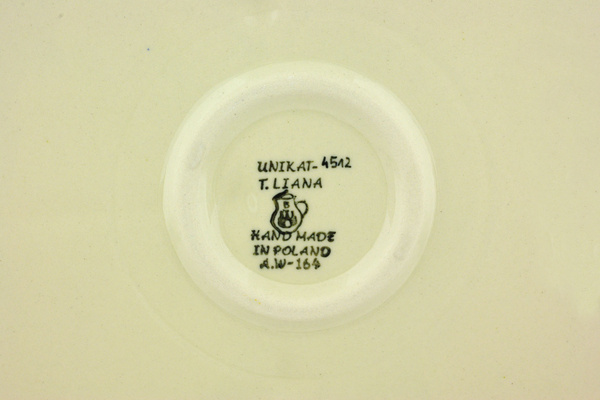 UNIKAT-4512
T. LIANA
B
HAND MADE
IN POLAND
A.W-164